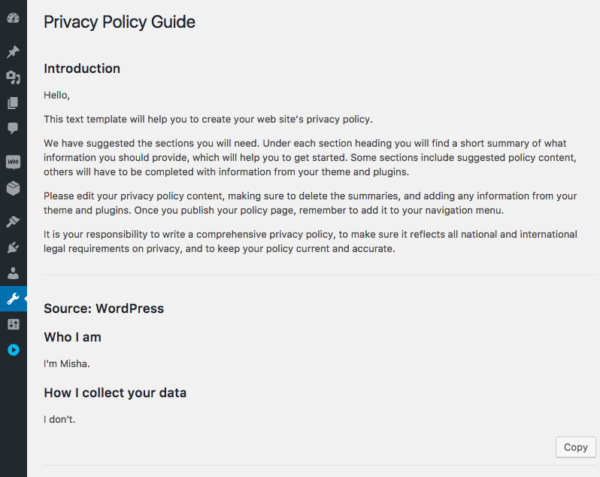 Privacy Policy Guide
Introduction
Hello,
This text template will help you to create your web site's privacy policy.
We have suggested the sections you will need. Under each section heading you will find a short summary of what
information you should provide, which will help you to get started. Some sections include suggested policy content,
others will have to be completed with information from your theme and plugins.
Please edit your privacy policy content, making sure to delete the summaries, and adding any information from your
theme and plugins. Once you publish your policy page, remember to add it to your navigation menu.
It is your responsibility to write a comprehensive privacy policy, to make sure it reflects all national and international
legal requirements on privacy, and to keep your policy current and accurate.
woo
Source: WordPress
Who I am
I'm Misha.
How I collect your data
I don't.
Copy